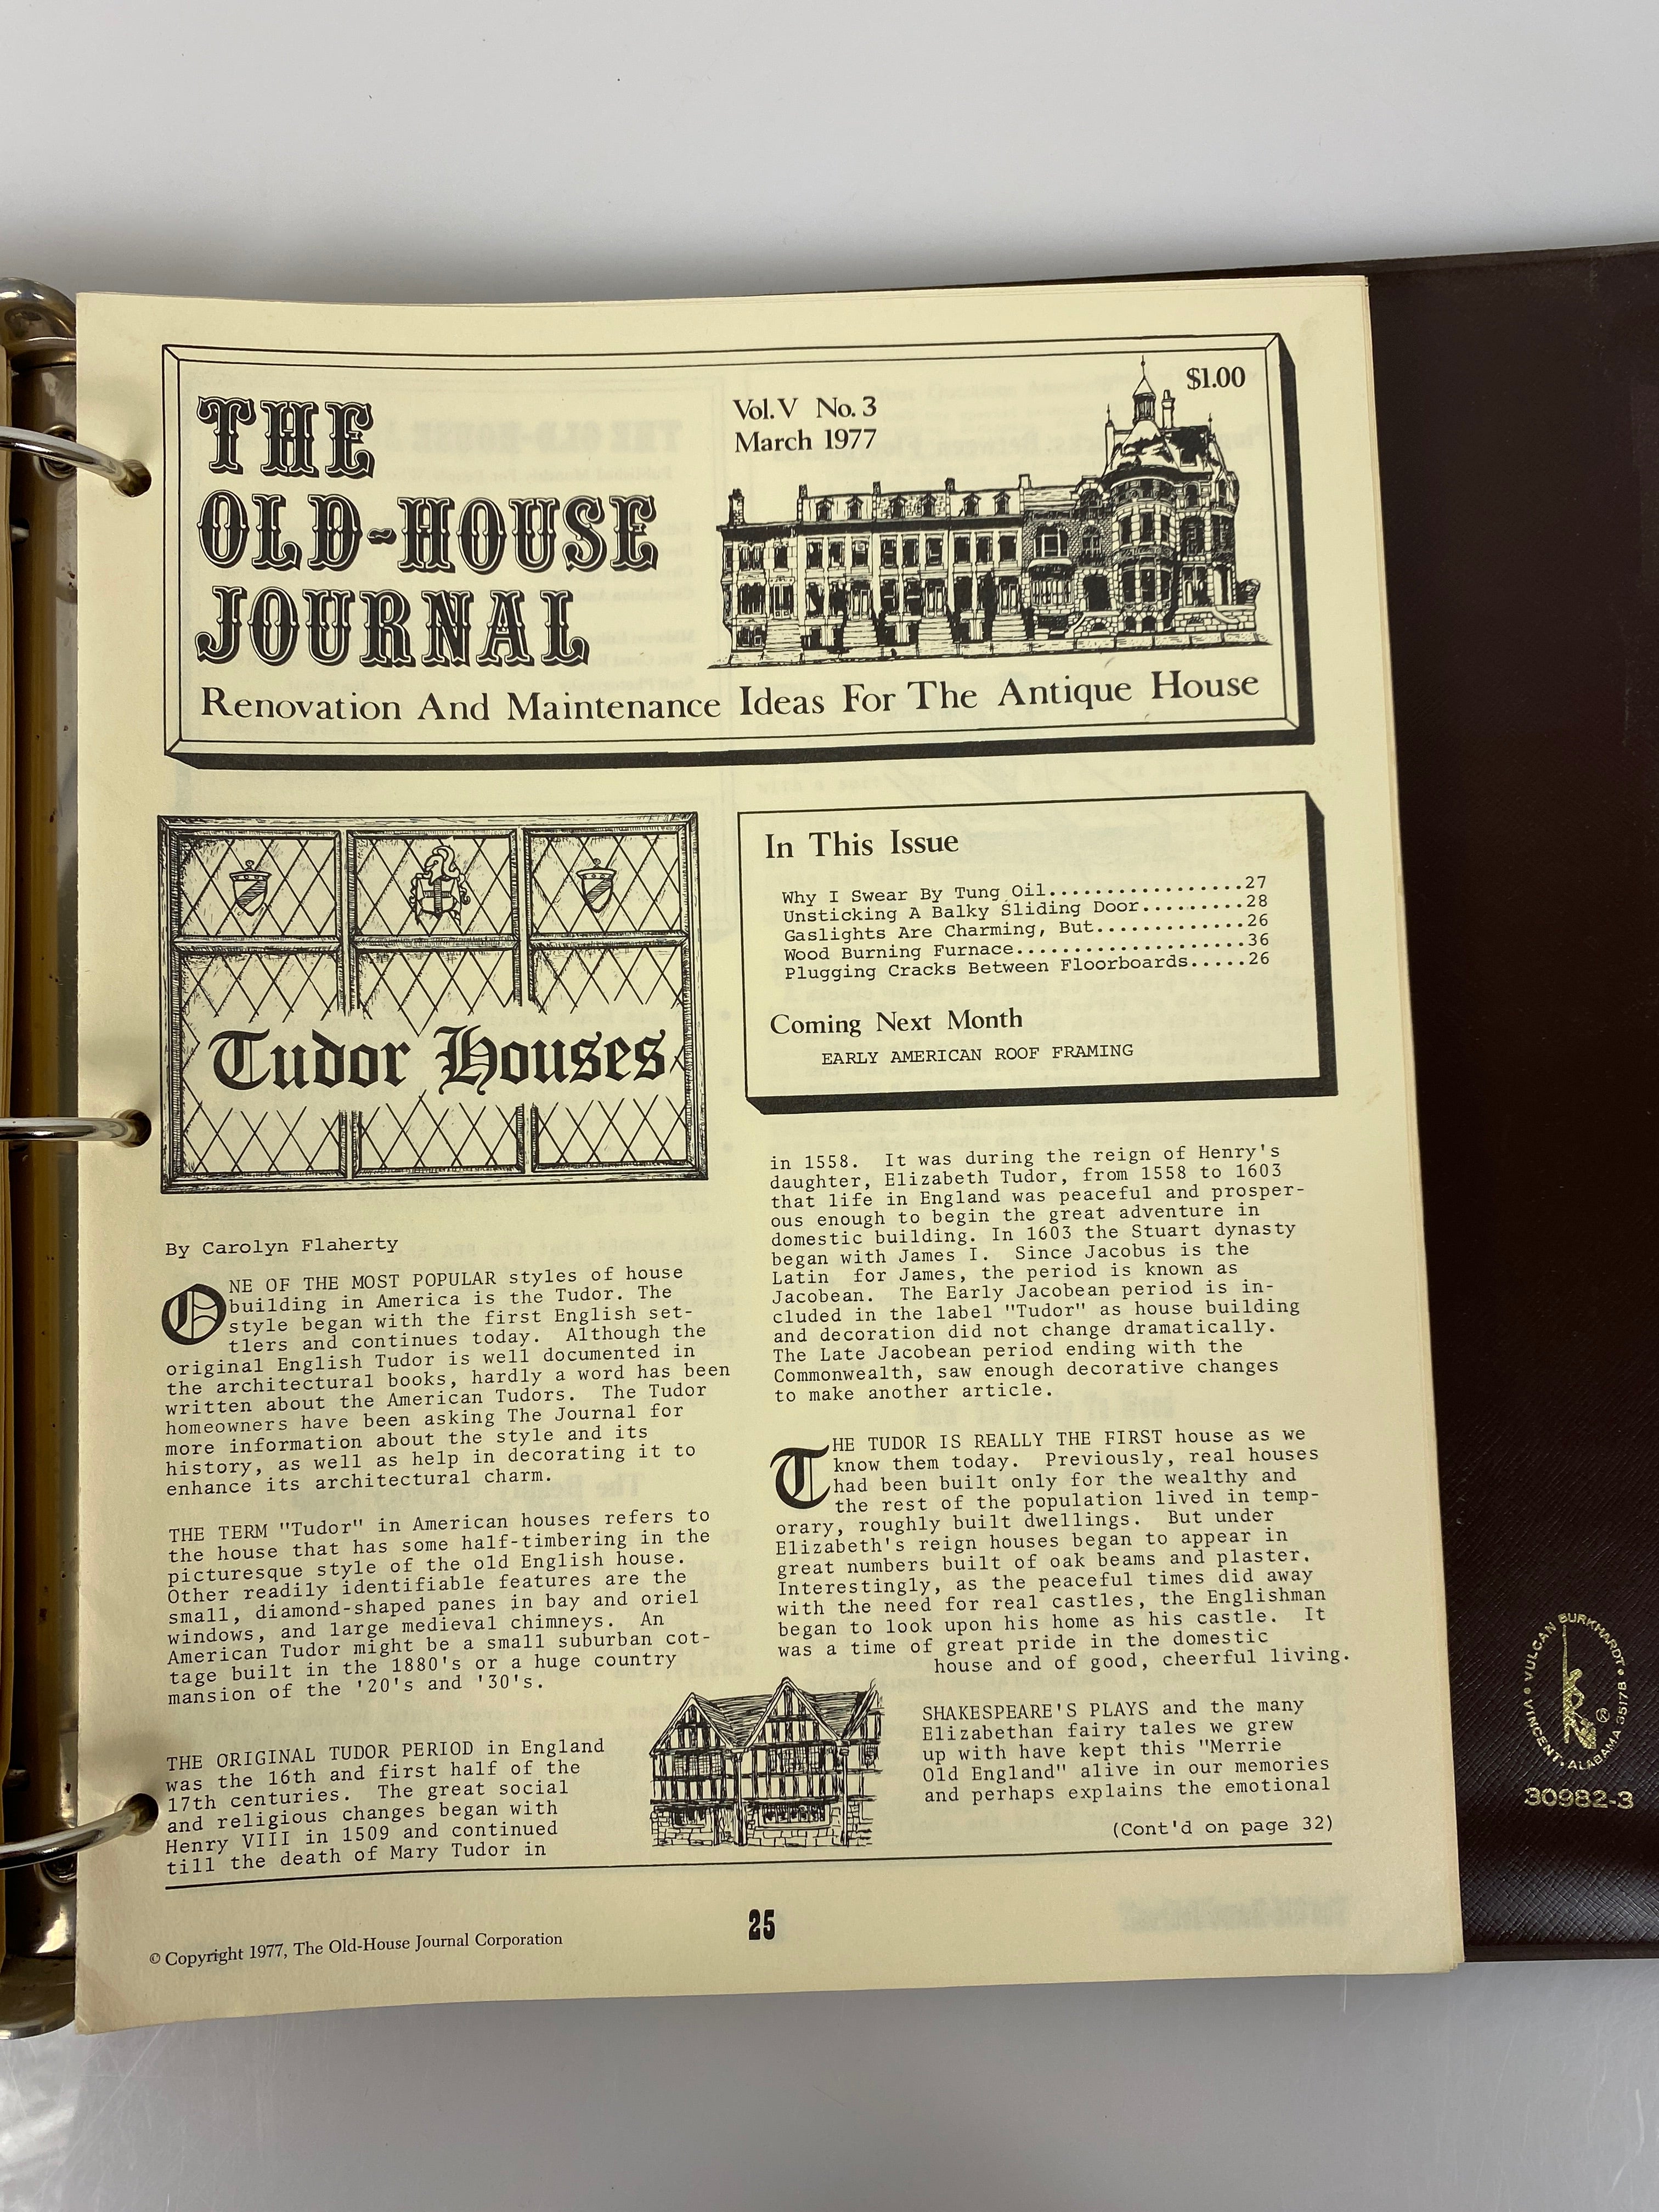 THE
OLD-HOUSE
JOURNAL
Vol. V No. 3
March 1977
$1.00
Renovation And Maintenance Ideas For The Antique House
Tudor Houses
In This Issue
Why I Swear By Tung Oil.................27
Unsticking A Balky Sliding Door.........28
Gaslights Are Charming, But.............26
Wood Burning Furnace....................36
Plugging Cracks Between Floorboards.....26
Coming Next Month
EARLY AMERICAN ROOF FRAMING
By Carolyn Flaherty
ONE OF THE MOST POPULAR styles of house
building in America is the Tudor. The
style began with the first English set-
tlers and continues today. Although the
original English Tudor is well documented in
the architectural books, hardly a word has been
written about the American Tudors. The Tudor
homeowners have been asking The Journal for
more information about the style and its
history, as well as help in decorating it to
enhance its architectural charm.
THE TERM "Tudor" in American houses refers to
the house that has some half-timbering in the
picturesque style of the old English house.
Other readily identifiable features are the
small, diamond-shaped panes in bay and oriel
windows, and large medieval chimneys. An
American Tudor might be a small suburban cot-
tage built in the 1880's or a huge country
mansion of the '20's and '30's.
THE ORIGINAL TUDOR PERIOD in England
was the 16th and first half of the
17th centuries. The great social
and religious changes began with
Henry VIII in 1509 and continued
till the death of Mary Tudor in
in 1558. It was during the reign of Henry's
daughter, Elizabeth Tudor, from 1558 to 1603
that life in England was peaceful and prosper-
ous enough to begin the great adventure in
domestic building. In 1603 the Stuart dynasty
began with James I. Since Jacobus is the
Latin for James, the period is known as
Jacobean. The Early Jacobean period is in-
cluded in the label "Tudor" as house building
and decoration did not change dramatically.
The Late Jacobean period ending with the
Commonwealth, saw enough decorative changes
to make another article.
THE TUDOR IS REALLY THE FIRST house as we
know them today. Previously, real houses
had been built only for the wealthy and
the rest of the population lived in temp-
orary, roughly built dwellings. But under
Elizabeth's reign houses began to appear in
great numbers built of oak beams and plaster.
Interestingly, as the peaceful times did away
with the need for real castles, the Englishman
began to look upon his home as his castle. It
was a time of great pride in the domestic
house and of good, cheerful living.
SHAKESPEARE'S PLAYS and the many
Elizabethan fairy tales we grew
up with have kept this "Merrie
Old England" alive in our memories
and perhaps explains the emotional
(Cont'd on page 32)
25
© Copyright 1977, The Old-House Journal Corporation
VULCAN BURKHARDT • VINCENT • ALABAMA 35178
®
30982-3